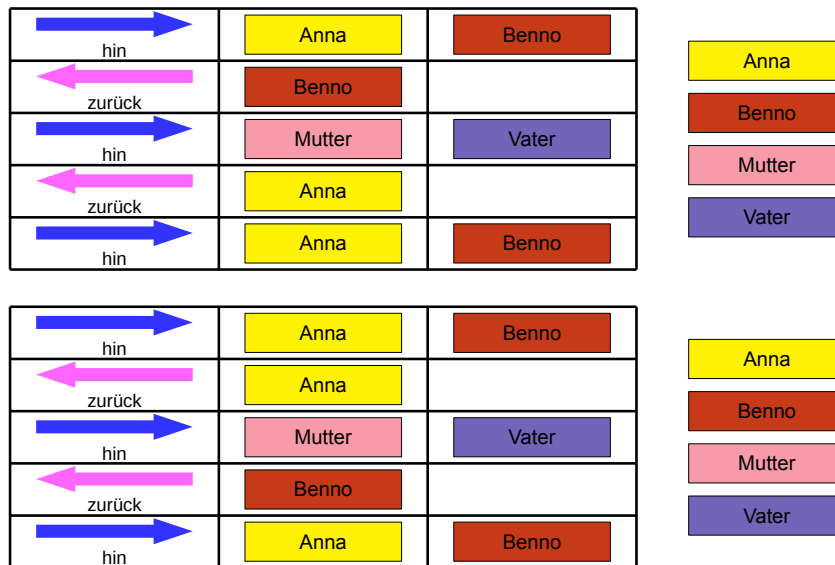 hin Anna Benno
zurück Benno
hin Mutter Vater
zurück Anna
hin Anna Benno
Anna
Benno
Mutter
Vater
hin Anna Benno
zurück Anna
hin Mutter Vater
zurück Benno
hin Anna Benno
Anna
Benno
Mutter
Vater